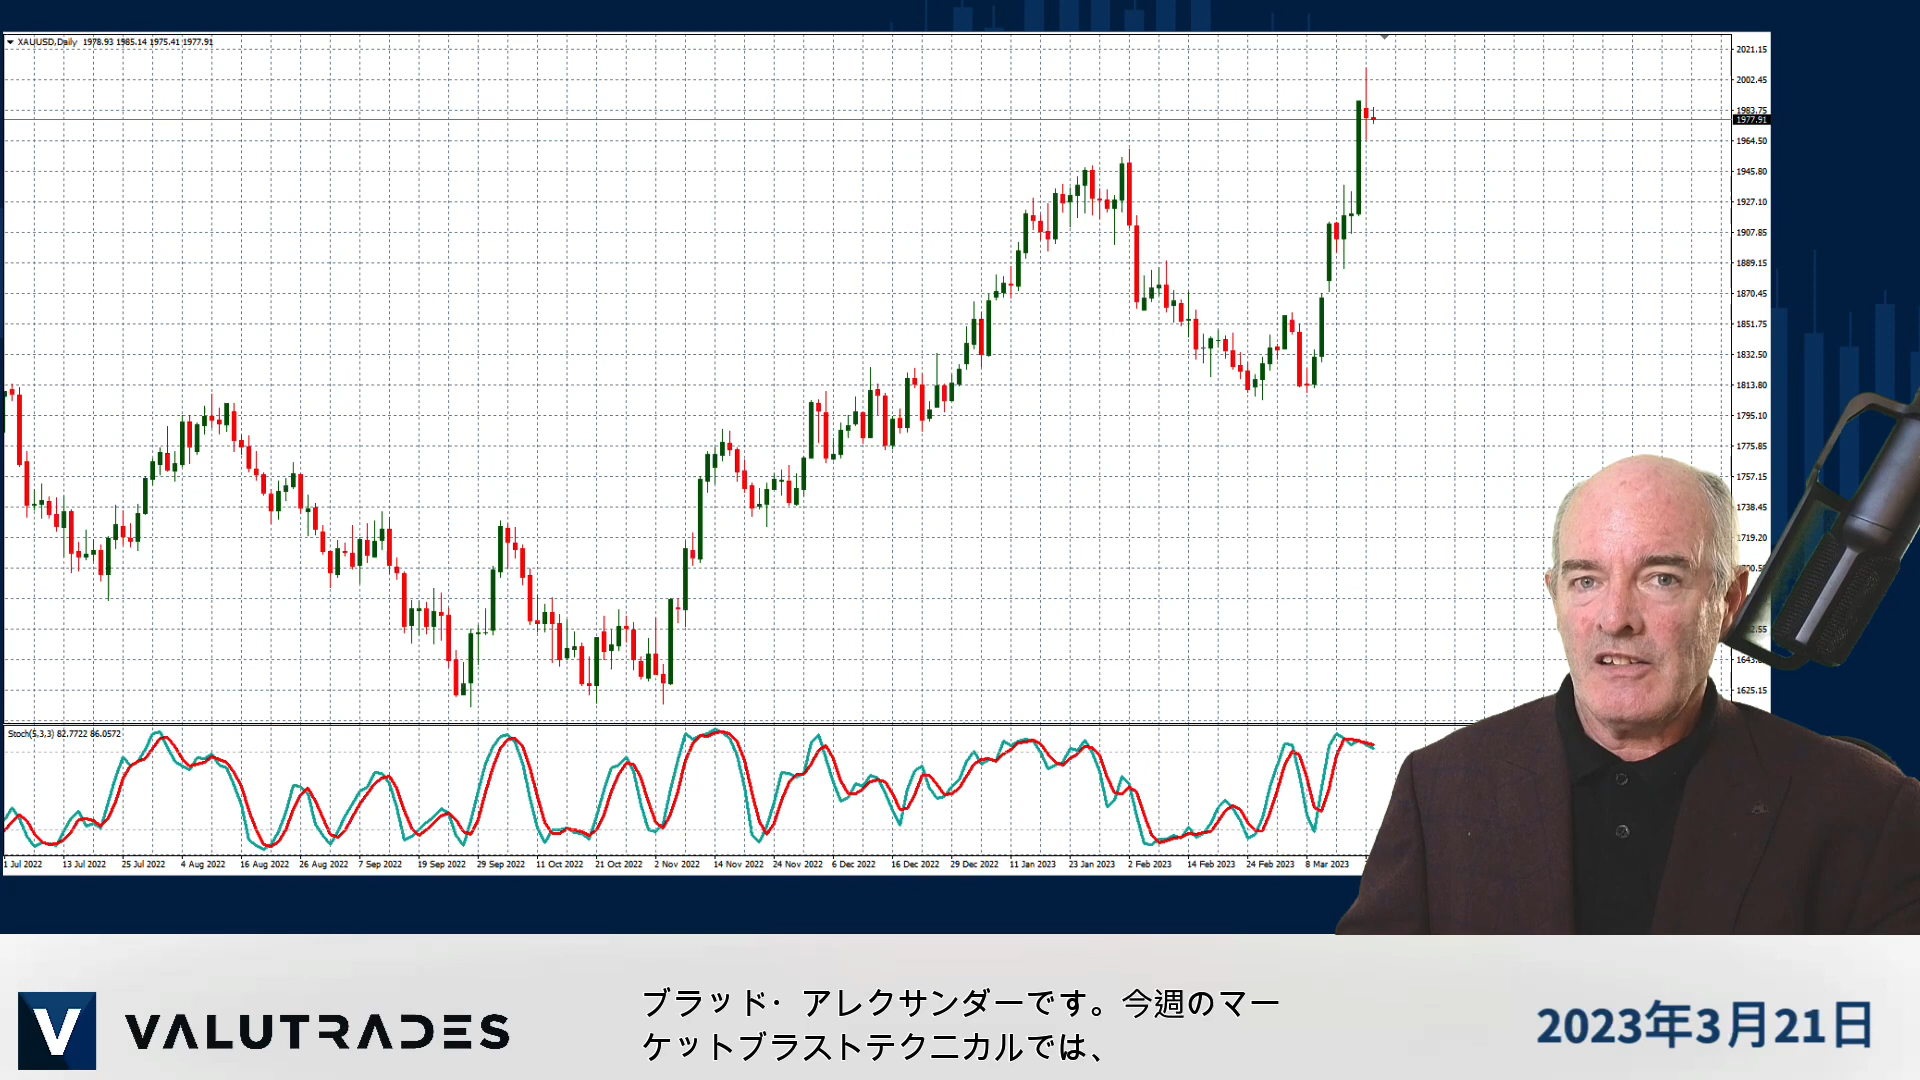 XAUUSD,Daily 1978.93 1985.14 1975.41 1977.91
2021.15
2002.45
1983.75
1977.91
1964.50
1945.80
1927.10
1907.85
1889.15
1870.45
1851.75
1832.50
1813.80
1795.10
1775.85
1757.15
1738.45
1719.20
1625.15
Stoch(5,3,3) 82.7722 86.0572
1 Jul 2022 13 Jul 2022 25 Jul 2022 4 Aug 2022 16 Aug 2022 26 Aug 2022 7 Sep 2022 19 Sep 2022 29 Sep 2022 11 Oct 2022 21 Oct 2022 2 Nov 2022 14 Nov 2022 24 Nov 2022 6 Dec 2022 16 Dec 2022 29 Dec 2022 11 Jan 2023 23 Jan 2023 2 Feb 2023 14 Feb 2023 24 Feb 2023 8 Mar 2023
VALUTRADES
ブラッド・アレクサンダーです。今週のマー
ケットブラストテクニカルでは、
2023年3月21日